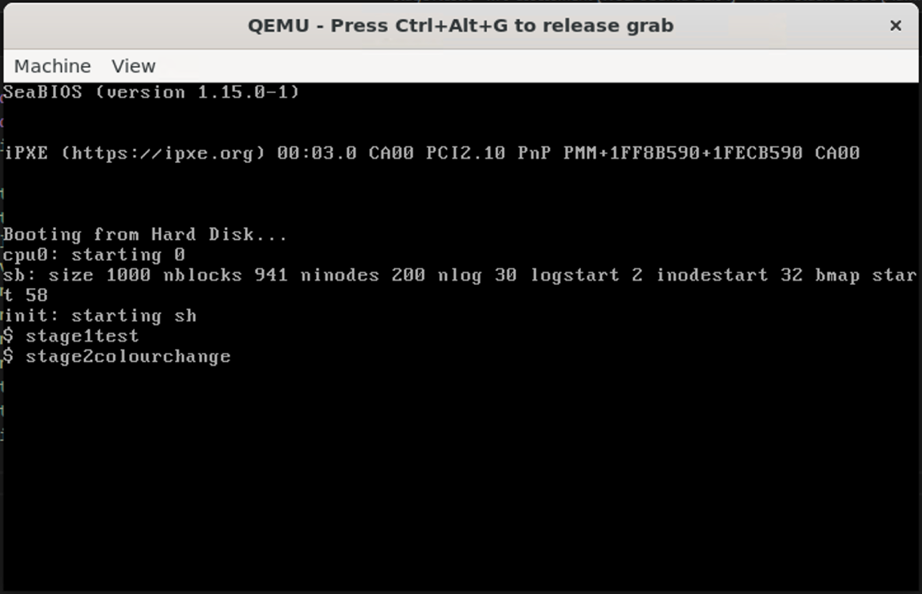 QEMU - Press Ctrl+Alt+G to release grab
Machine View
SeaBIOS (version 1.15.0-1)
iPXE (https://ipxe.org) 00:03.0 CA00 PCI2.10 PnP PMM+1FF8B590+1FECB590 CA00
Booting from Hard Disk...
cpu0: starting 0
sb: size 1000 nblocks 941 ninodes 200 nlog 30 logstart 2 inodestart 32 bmap star
t 58
init: starting sh
$ stage1test
$ stage2colourchange